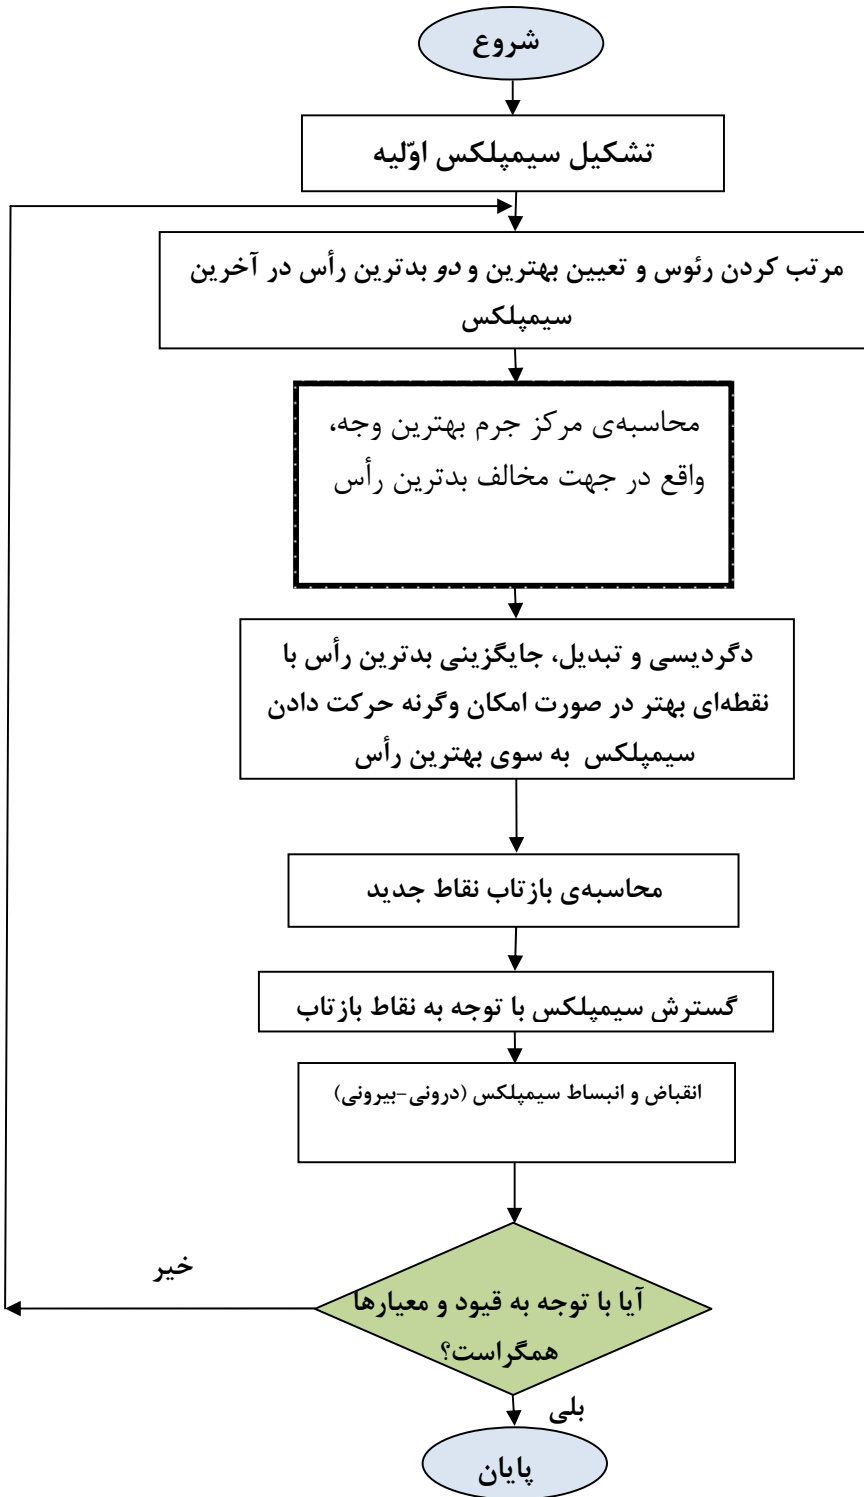 شروع
تشکیل سیمپلکس اوّلیه
مرتب کردن رئوس و تعیین بهترین و دو بدترین رأس در آخرین
سیمپلکس
محاسبه‌ی مرکز جرم بهترین وجه،
واقع در جهت مخالف بدترین رأس
دگردیسی و تبدیل، جایگزینی بدترین رأس با
نقطه‌ای بهتر در صورت امکان وگرنه حرکت دادن
سیمپلکس به سوی بهترین رأس
محاسبه‌ی بازتاب نقاط جدید
گسترش سیمپلکس با توجه به نقاط بازتاب
انقباض و انبساط سیمپلکس (درونی-بیرونی)
خیر
آیا با توجه به قیود و معیارها
همگراست؟
بلی
پایان